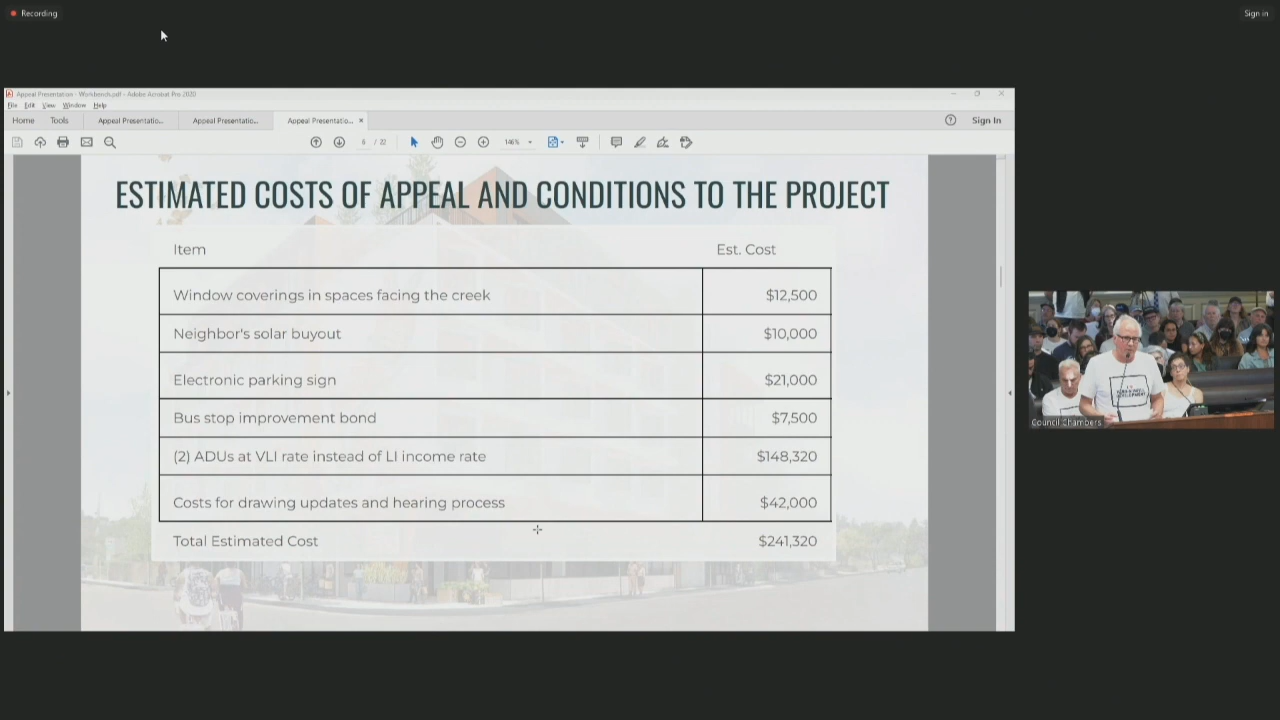 Recording
Sign in
Appeal Presentation - Workbench.pdf - Adobe Acrobat Pro 2020
File Edit View Window Help
Home Tools Appeal Presentatio... Appeal Presentatio... Appeal Presentatio... × Sign In
6 / 22 146%
ESTIMATED COSTS OF APPEAL AND CONDITIONS TO THE PROJECT
Item Est. Cost
Window coverings in spaces facing the creek $12,500
Neighbor's solar buyout $10,000
Electronic parking sign $21,000
Bus stop improvement bond $7,500
(2) ADUs at VLI rate instead of LI income rate $148,320
Costs for drawing updates and hearing process $42,000
Total Estimated Cost $241,320
Council Chambers